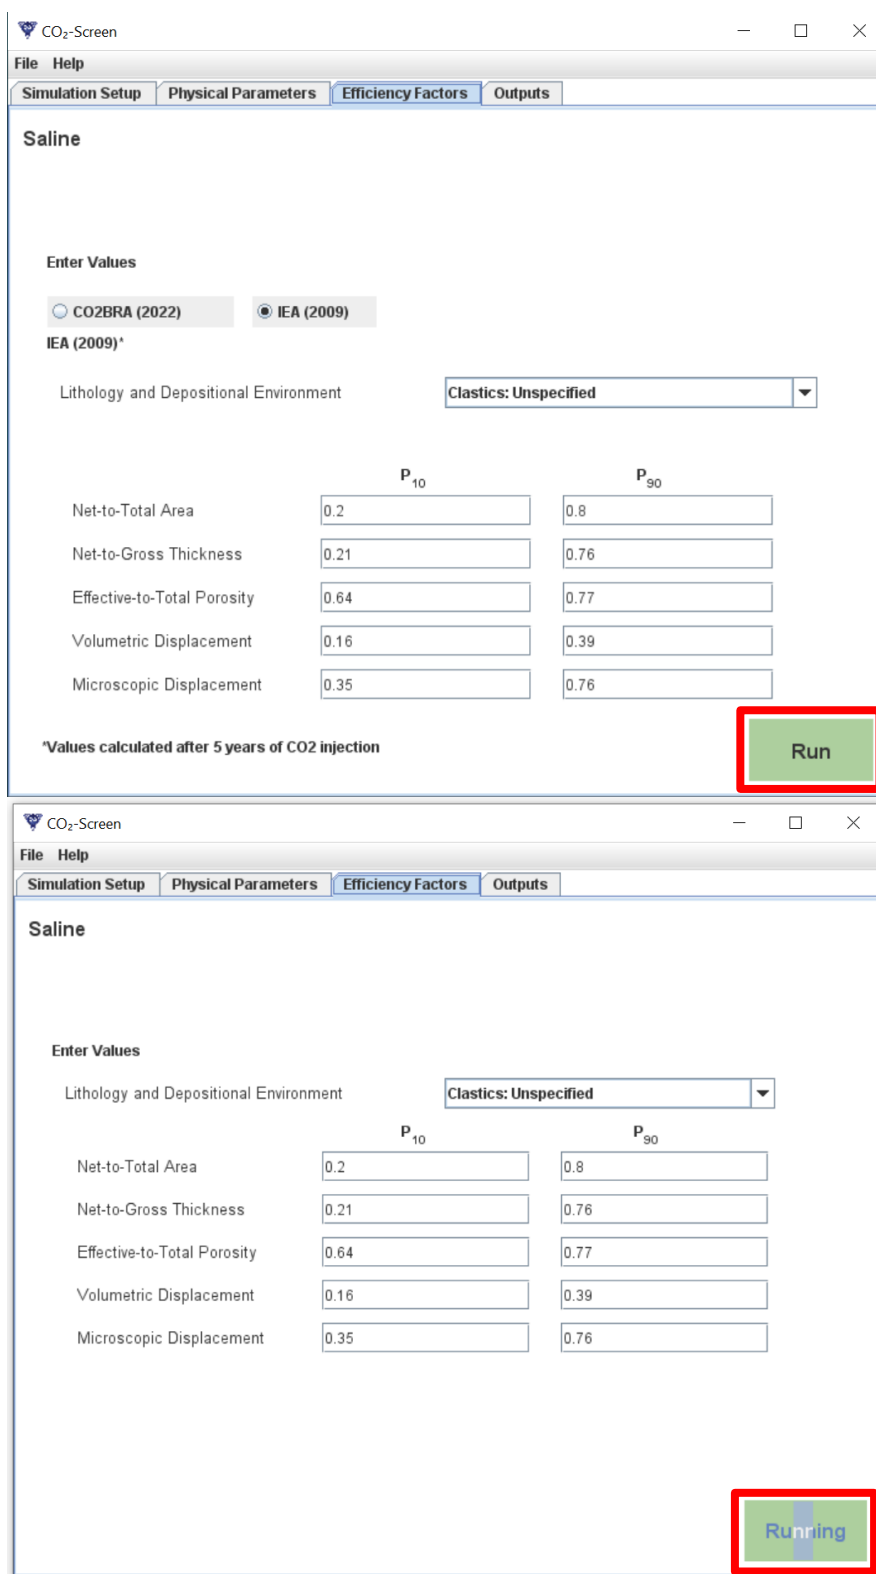 CO₂-Screen
File Help
Simulation Setup Physical Parameters Efficiency Factors Outputs
Saline
Enter Values
CO2BRA (2022) IEA (2009)
IEA (2009)*
Lithology and Depositional Environment Clastics: Unspecified
P10 P90
Net-to-Total Area 0.2 0.8
Net-to-Gross Thickness 0.21 0.76
Effective-to-Total Porosity 0.64 0.77
Volumetric Displacement 0.16 0.39
Microscopic Displacement 0.35 0.76
*Values calculated after 5 years of CO2 injection Run
CO₂-Screen
File Help
Simulation Setup Physical Parameters Efficiency Factors Outputs
Saline
Enter Values
Lithology and Depositional Environment Clastics: Unspecified
P10 P90
Net-to-Total Area 0.2 0.8
Net-to-Gross Thickness 0.21 0.76
Effective-to-Total Porosity 0.64 0.77
Volumetric Displacement 0.16 0.39
Microscopic Displacement 0.35 0.76
Running